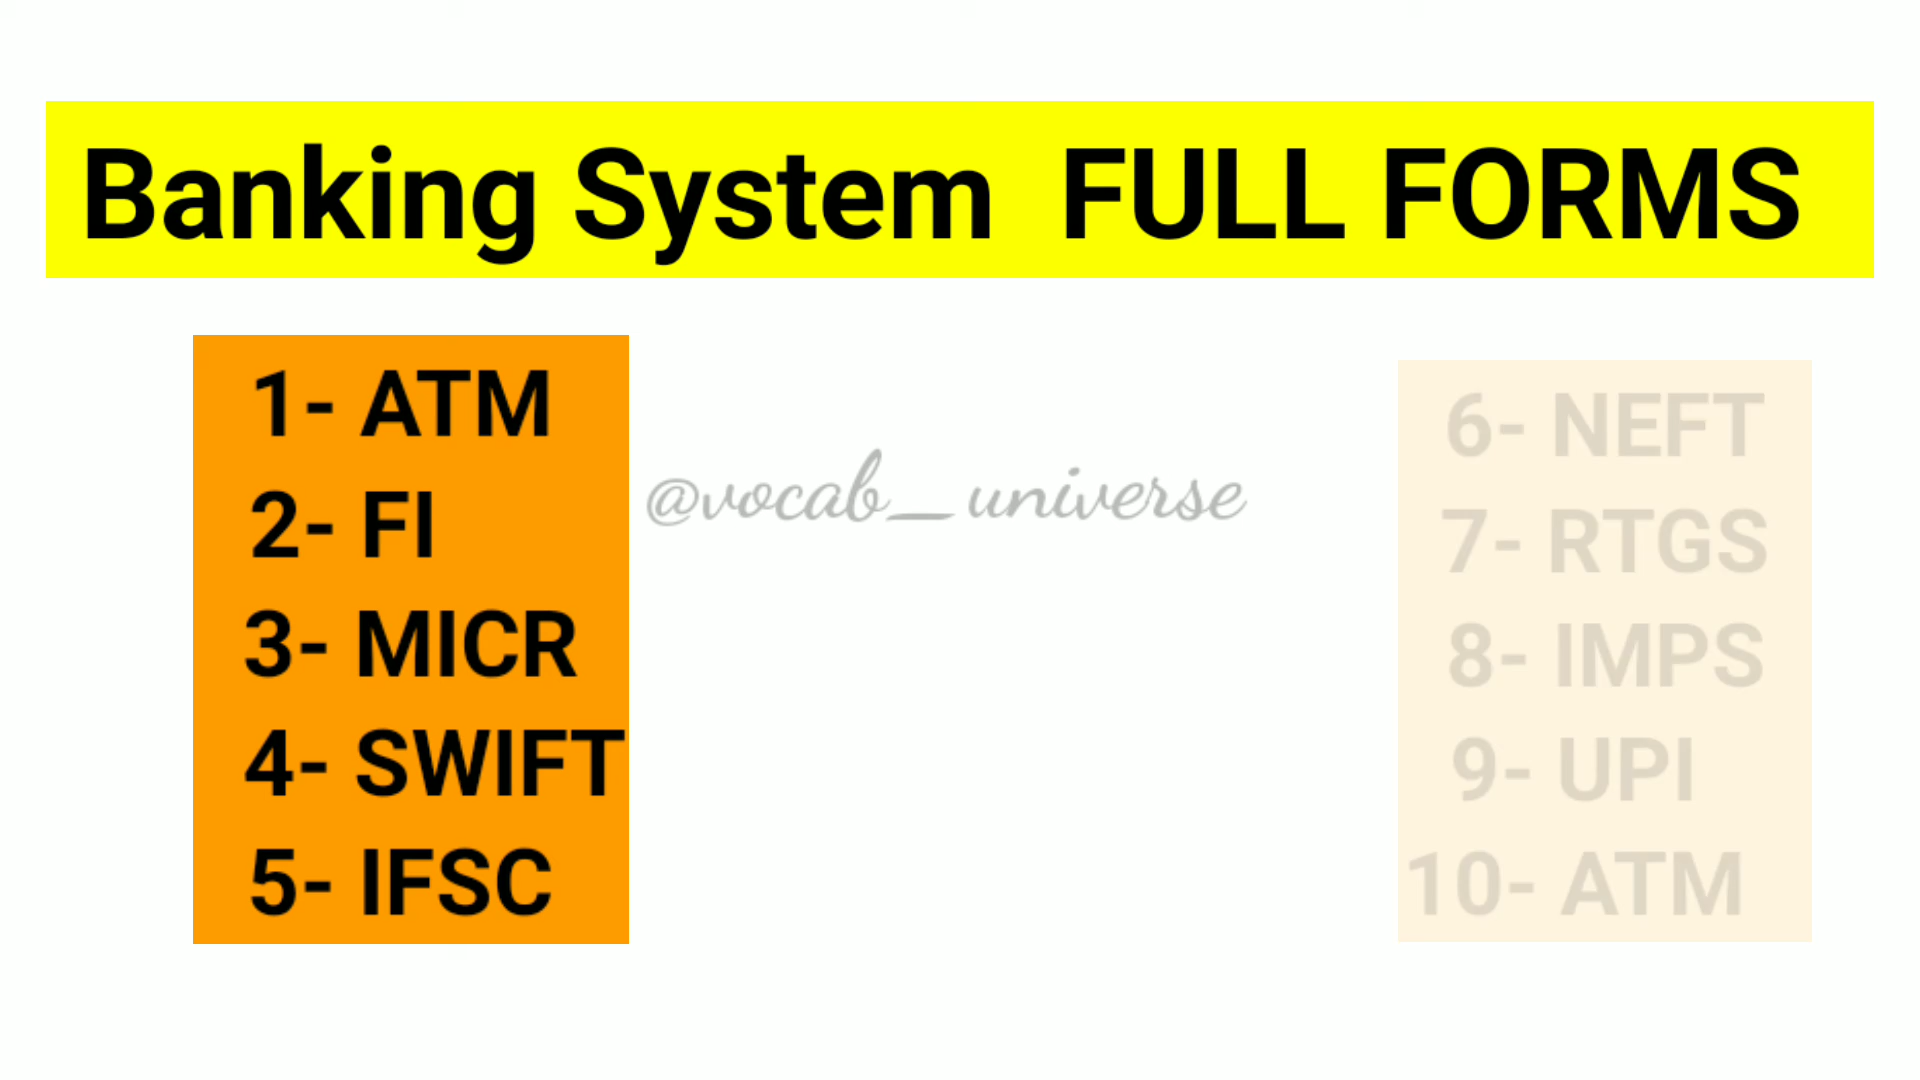 Banking System FULL FORMS
1- ATM
2- FI
3- MICR
4- SWIFT
5- IFSC
@vocab_universe
6- NEFT
7- RTGS
8- IMPS
9- UPI
10- ATM